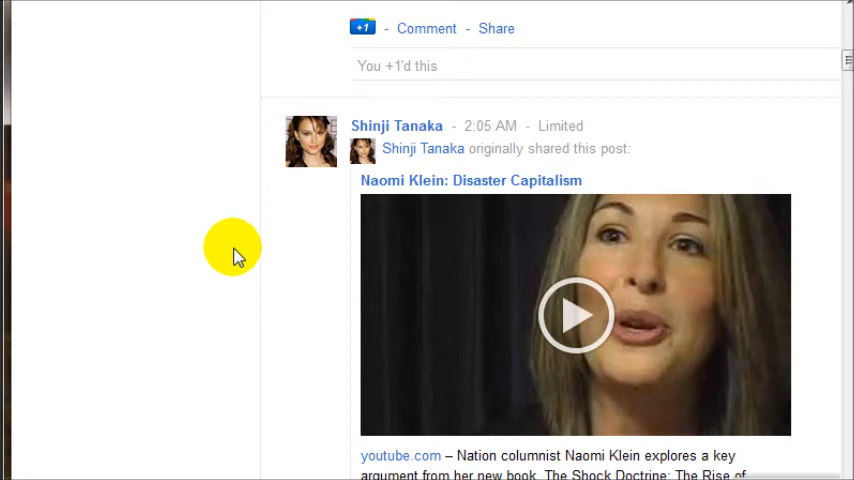 +1 - Comment - Share
You +1'd this
Shinji Tanaka - 2:05 AM - Limited
Shinji Tanaka originally shared this post:
Naomi Klein: Disaster Capitalism
youtube.com – Nation columnist Naomi Klein explores a key
argument from her new book, The Shock Doctrine: The Rise of